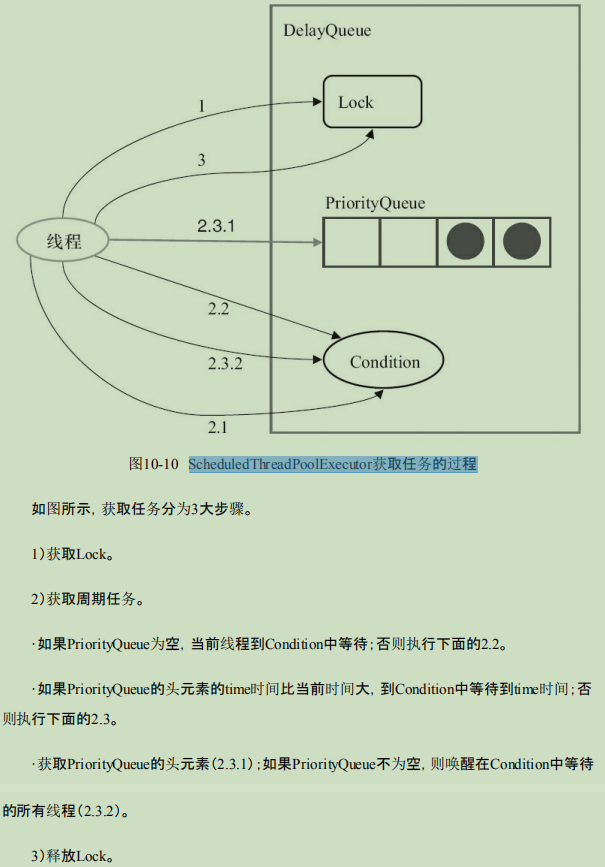 DelayQueue
Lock
1
3
PriorityQueue
2.3.1
线程
2.2
Condition
2.3.2
2.1
图10-10 ScheduledThreadPoolExecutor获取任务的过程
如图所示，获取任务分为3大步骤。
1）获取Lock。
2）获取周期任务。
·如果PriorityQueue为空，当前线程到Condition中等待；否则执行下面的2.2。
·如果PriorityQueue的头元素的time时间比当前时间大，到Condition中等待到time时间；否
则执行下面的2.3。
·获取PriorityQueue的头元素（2.3.1）；如果PriorityQueue不为空，则唤醒在Condition中等待
的所有线程（2.3.2）。
3）释放Lock。